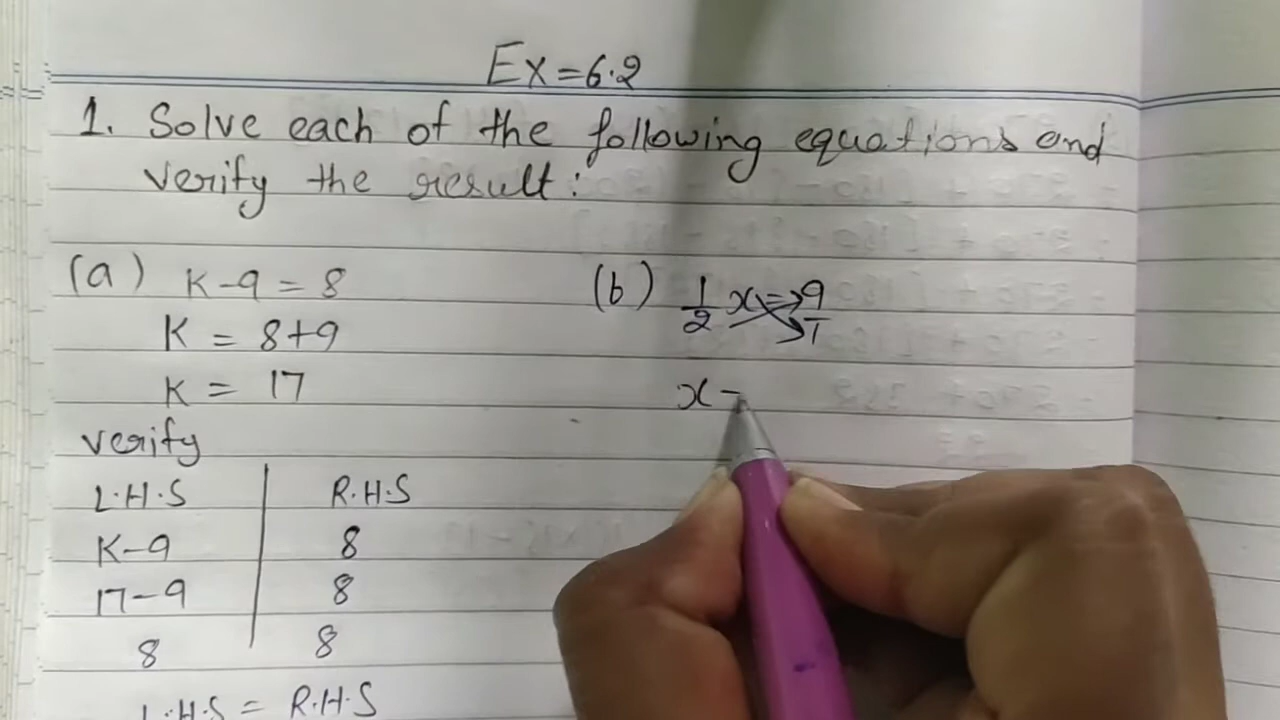 Ex=6.2
1. Solve each of the following equations and
verify the result:
(a) K-9 = 8
K = 8+9
K = 17
verify
L.H.S R.H.S
K-9 8
17-9 8
8 8
L.H.S = R.H.S
(b) 1/2 x = 9/1
x =